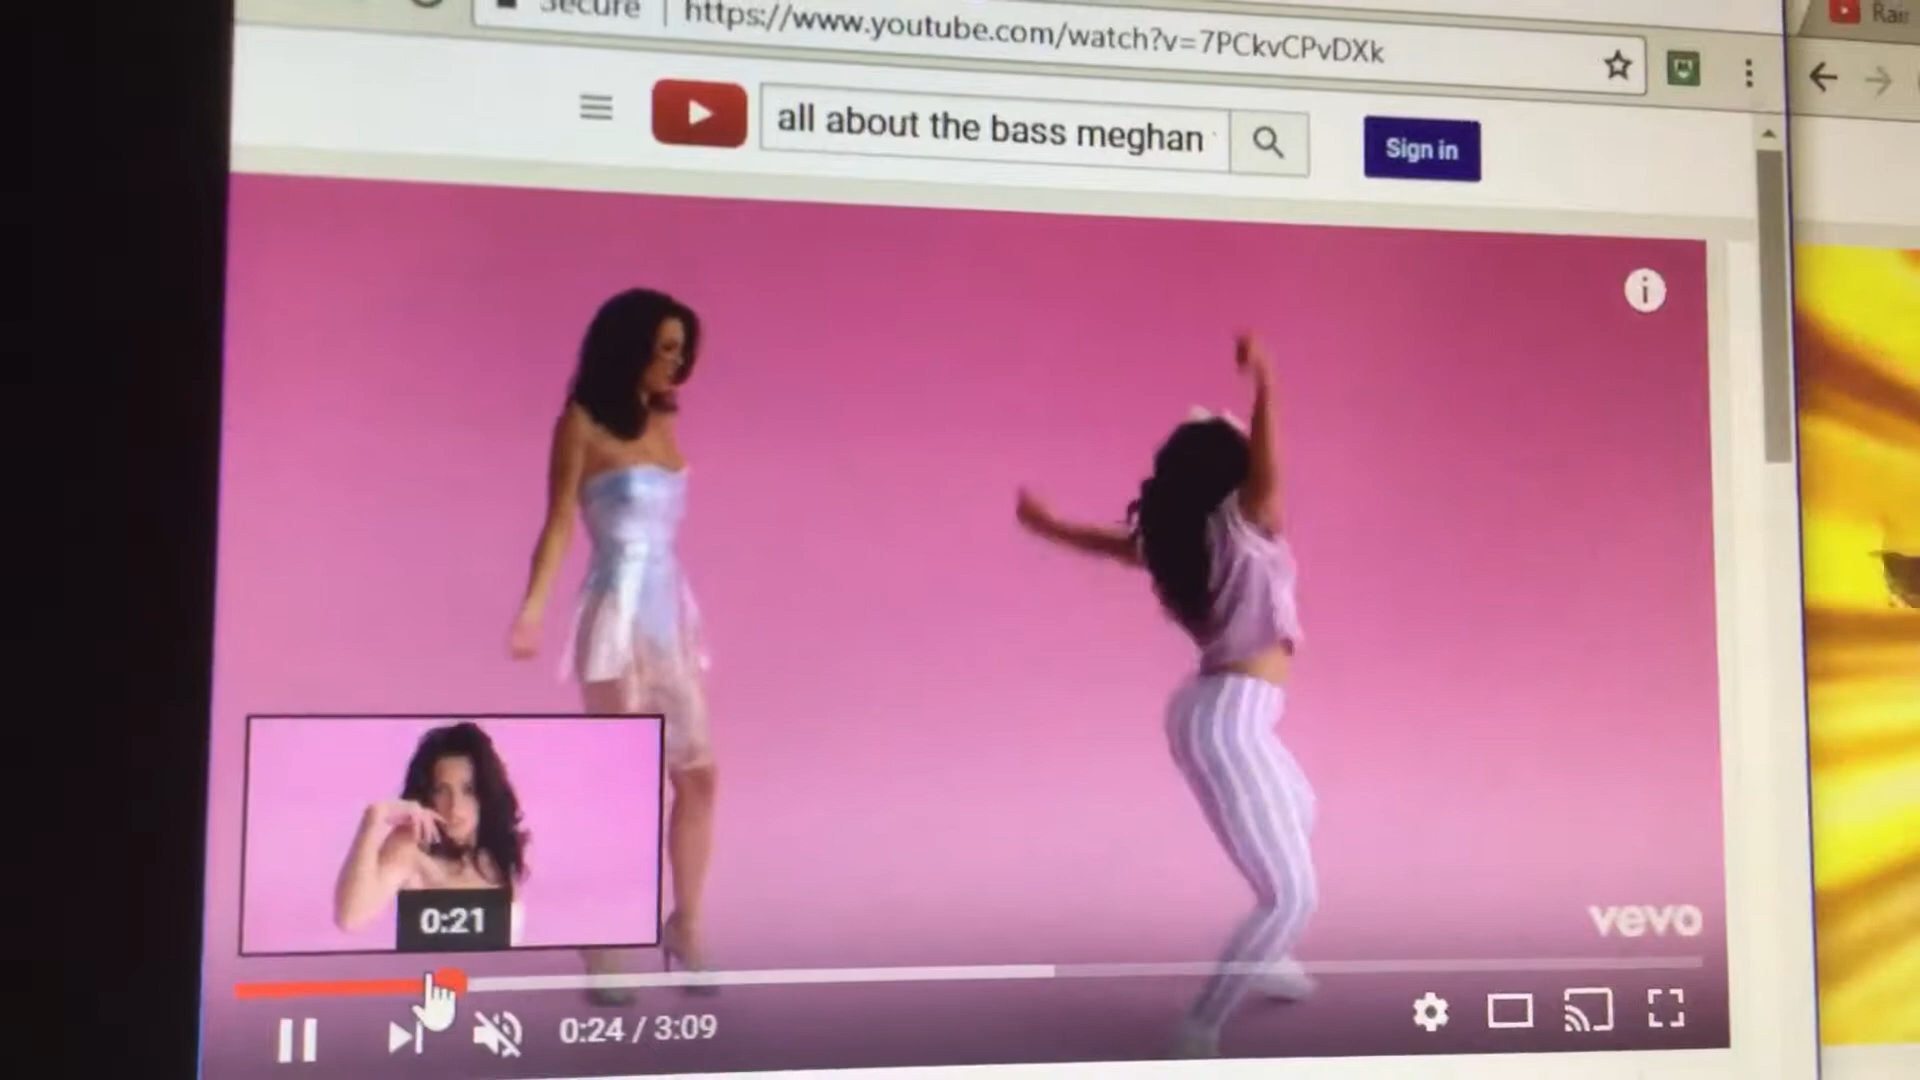 Secure | https://www.youtube.com/watch?v=7PCkvCPvDXk
all about the bass meghan
Sign in
vevo
0:21
0:24 / 3:09